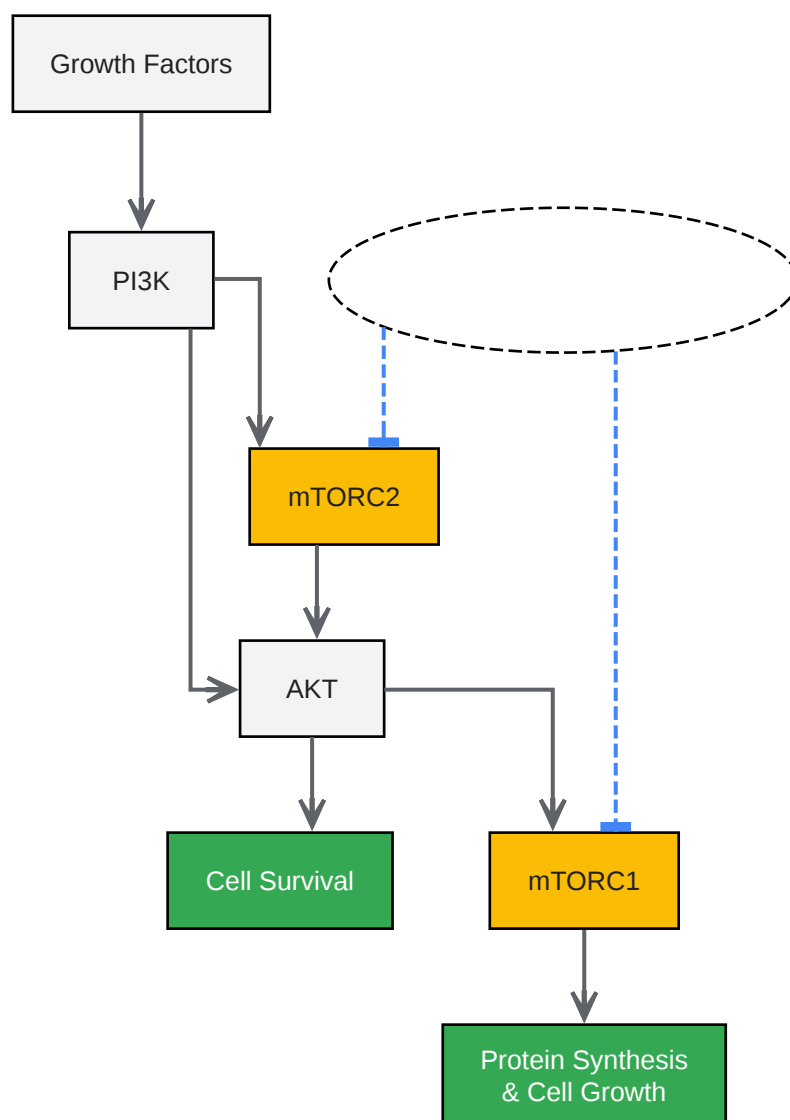 Growth Factors
PI3K
mTORC2
AKT
Cell Survival
mTORC1
Protein Synthesis
& Cell Growth